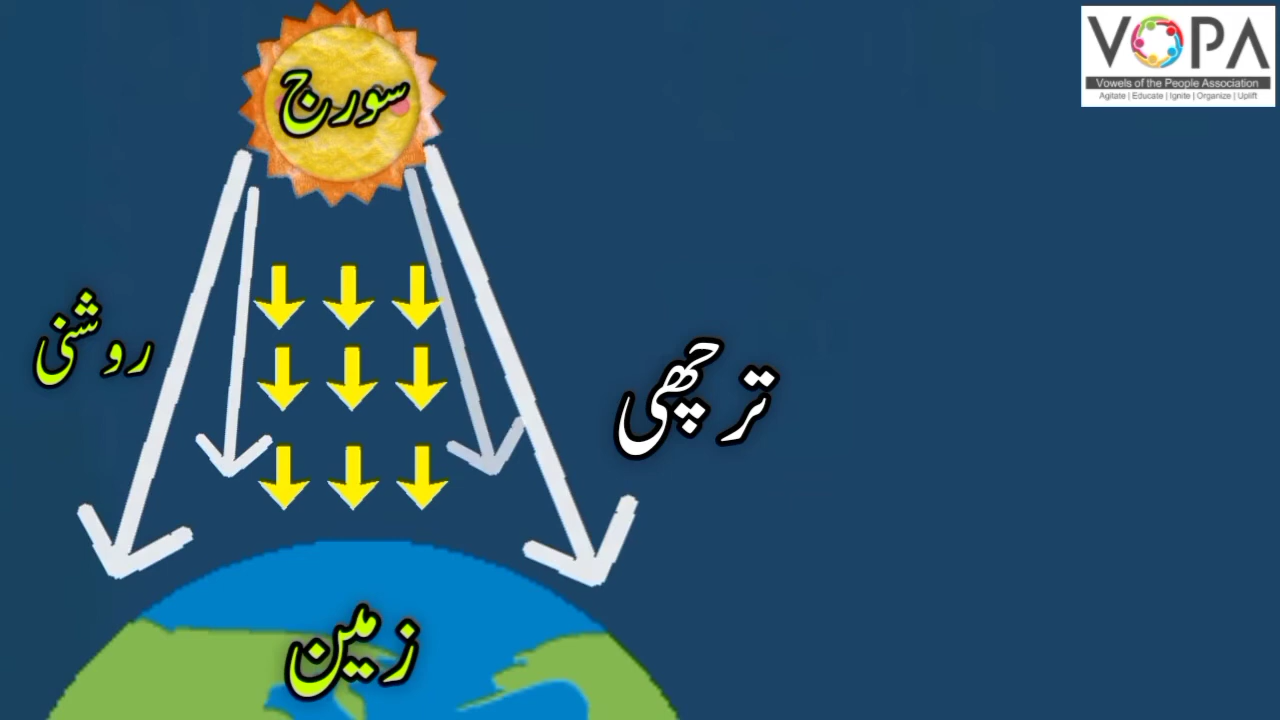 VOPA
Vowels of the People Association
Agitate | Educate | Ignite | Organize | Uplift
سورج
روشنی
ترچھی
زمین